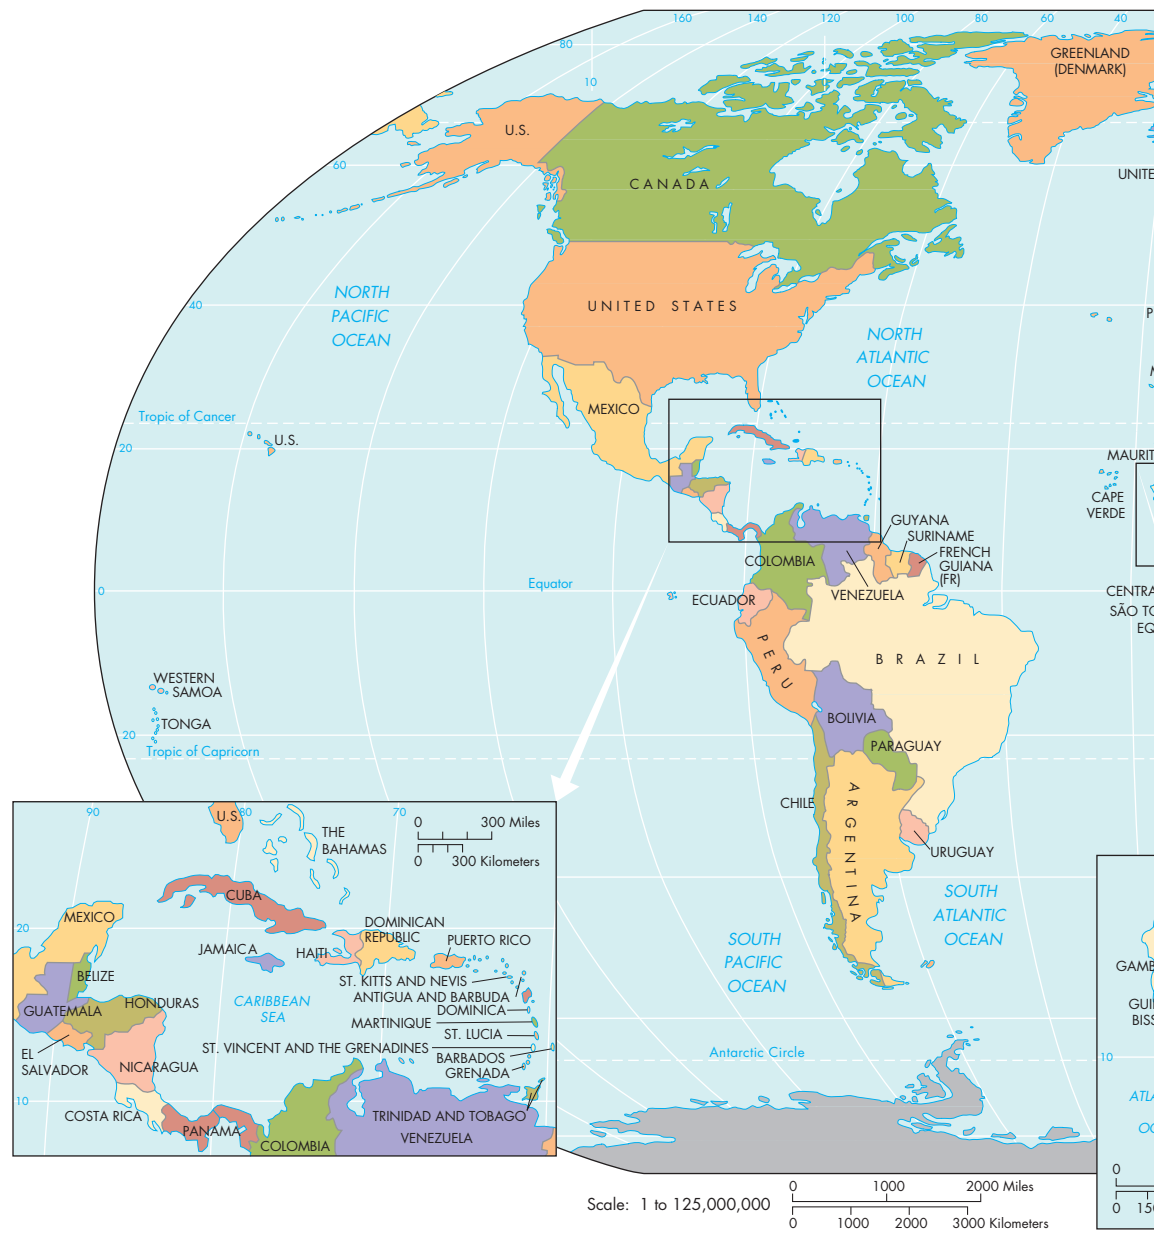 160
140
120
100
80
60
40
80
10
GREENLAND
(DENMARK)
U.S.
60
CANADA
UNITE
NORTH
PACIFIC
OCEAN
40
UNITED STATES
NORTH
ATLANTIC
OCEAN
P
M
MEXICO
Tropic of Cancer
U.S.
20
MAURIT
CAPE
VERDE
GUYANA
SURINAME
FRENCH
GUIANA
(FR)
COLOMBIA
VENEZUELA
Equator
0
ECUADOR
CENTRA
SÃO TO
EQ
PERU
BRAZIL
WESTERN
SAMOA
TONGA
BOLIVIA
20
Tropic of Capricorn
PARAGUAY
CHILE
ARGENTINA
URUGUAY
SOUTH
ATLANTIC
OCEAN
SOUTH
PACIFIC
OCEAN
Antarctic Circle
90
80
70
U.S.
0 300 Miles
0 300 Kilometers
THE
BAHAMAS
CUBA
MEXICO
20
DOMINICAN
REPUBLIC
PUERTO RICO
JAMAICA
HAITI
BELIZE
ST. KITTS AND NEVIS
ANTIGUA AND BARBUDA
DOMINICA
GUATEMALA
HONDURAS
CARIBBEAN
SEA
MARTINIQUE
ST. LUCIA
ST. VINCENT AND THE GRENADINES
BARBADOS
GRENADA
EL
SALVADOR
NICARAGUA
10
COSTA RICA
PANAMA
TRINIDAD AND TOBAGO
COLOMBIA
VENEZUELA
GAMB
GUI
BISS
10
ATLA
OC
0
0 150
Scale: 1 to 125,000,000
0 1000 2000 Miles
0 1000 2000 3000 Kilometers